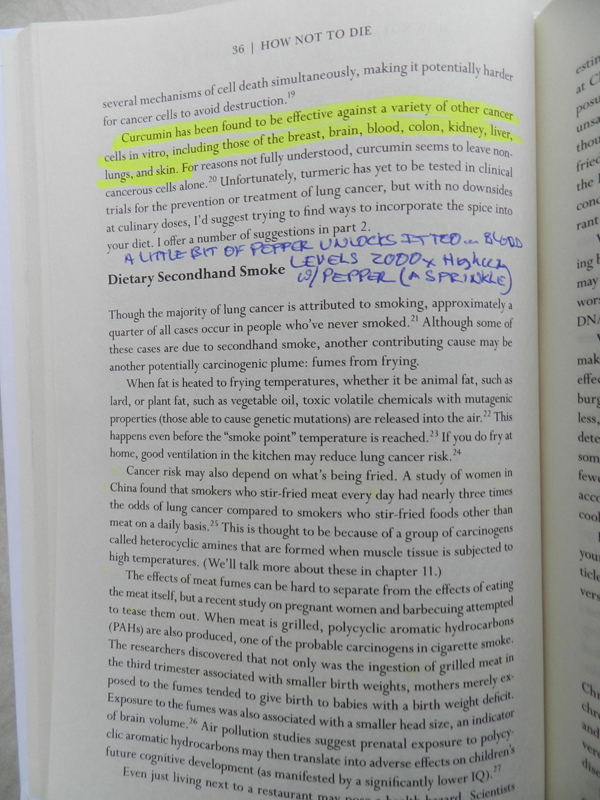 36 | HOW NOT TO DIE
several mechanisms of cell death simultaneously, making it potentially harder
for cancer cells to avoid destruction.19
Curcumin has been found to be effective against a variety of other cancer
cells in vitro, including those of the breast, brain, blood, colon, kidney, liver,
lungs, and skin. For reasons not fully understood, curcumin seems to leave non-
cancerous cells alone.20 Unfortunately, turmeric has yet to be tested in clinical
trials for the prevention or treatment of lung cancer, but with no downsides
at culinary doses, I'd suggest trying to find ways to incorporate the spice into
your diet. I offer a number of suggestions in part 2.
A LITTLE BIT OF PEPPER UNLOCKS IT TOO... BLOOD
LEVELS 2000x HigHer
w/ PEPPER (A SPRINKLE)
Dietary Secondhand Smoke
Though the majority of lung cancer is attributed to smoking, approximately a
quarter of all cases occur in people who've never smoked.21 Although some of
these cases are due to secondhand smoke, another contributing cause may be
another potentially carcinogenic plume: fumes from frying.
When fat is heated to frying temperatures, whether it be animal fat, such as
lard, or plant fat, such as vegetable oil, toxic volatile chemicals with mutagenic
properties (those able to cause genetic mutations) are released into the air.22 This
happens even before the "smoke point" temperature is reached.23 If you do fry at
home, good ventilation in the kitchen may reduce lung cancer risk.24
Cancer risk may also depend on what's being fried. A study of women in
China found that smokers who stir-fried meat every day had nearly three times
the odds of lung cancer compared to smokers who stir-fried foods other than
meat on a daily basis.25 This is thought to be because of a group of carcinogens
called heterocyclic amines that are formed when muscle tissue is subjected to
high temperatures. (We'll talk more about these in chapter 11.)
The effects of meat fumes can be hard to separate from the effects of eating
the meat itself, but a recent study on pregnant women and barbecuing attempted
to tease them out. When meat is grilled, polycyclic aromatic hydrocarbons
(PAHs) are also produced, one of the probable carcinogens in cigarette smoke.
The researchers discovered that not only was the ingestion of grilled meat in
the third trimester associated with smaller birth weights, mothers merely ex-
posed to the fumes tended to give birth to babies with a birth weight deficit.
Exposure to the fumes was also associated with a smaller head size, an indicator
of brain volume.26 Air pollution studies suggest prenatal exposure to polycy-
clic aromatic hydrocarbons may then translate into adverse effects on children's
future cognitive development (as manifested by a significantly lower IQ).27
Even just living next to a restaurant may pose a health hazard. Scientists